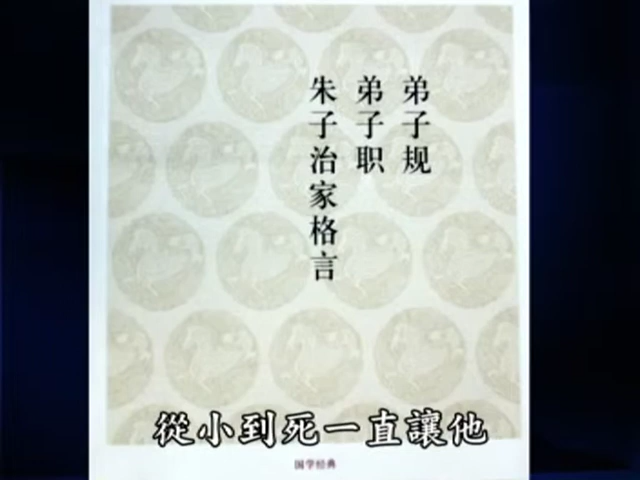 弟子规
弟子职
朱子治家格言
從小到死一直讓他
国学经典